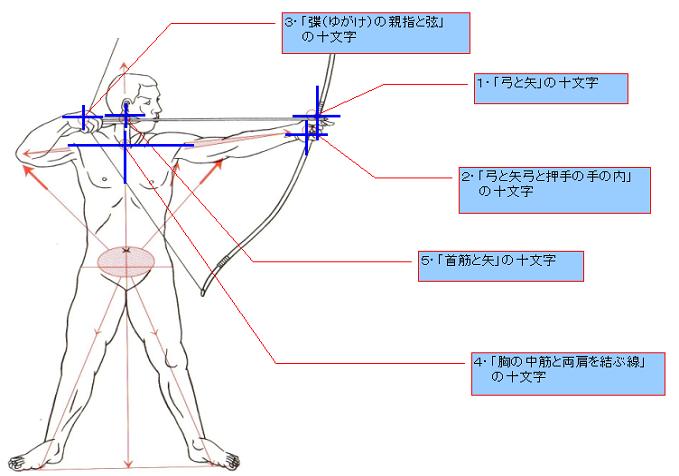 3・「弽(ゆがけ)の親指と弦」
の十文字
1・「弓と矢」の十文字
2・「弓と矢弓と押手の手の内」
の十文字
5・「首筋と矢」の十文字
4・「胸の中筋と両肩を結ぶ線」
の十文字